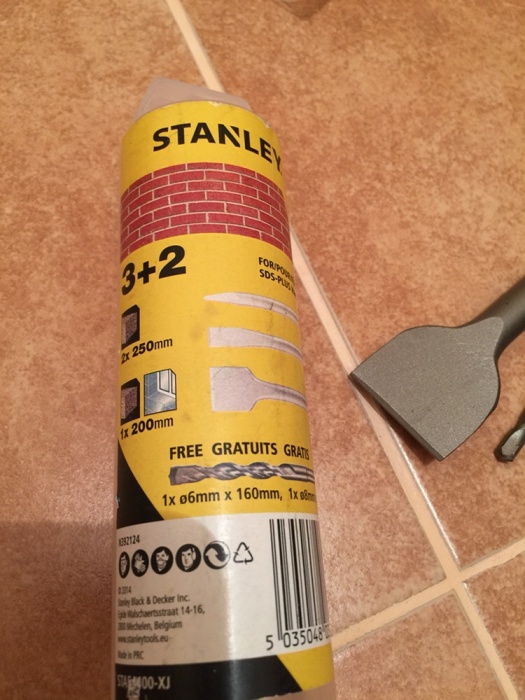 STANLEY
3+2
FOR/POUR
SDS-PLUS
2x 250mm
1x 200mm
FREE GRATUITS GRATIS
1x ø6mm x 160mm, 1x ø8mm
© 2014
Stanley Black & Decker Inc.
Egide Walschaertsstraat 14-16,
2800 Mechelen, Belgium
www.stanleytools.eu
Made in PRC
5 035048